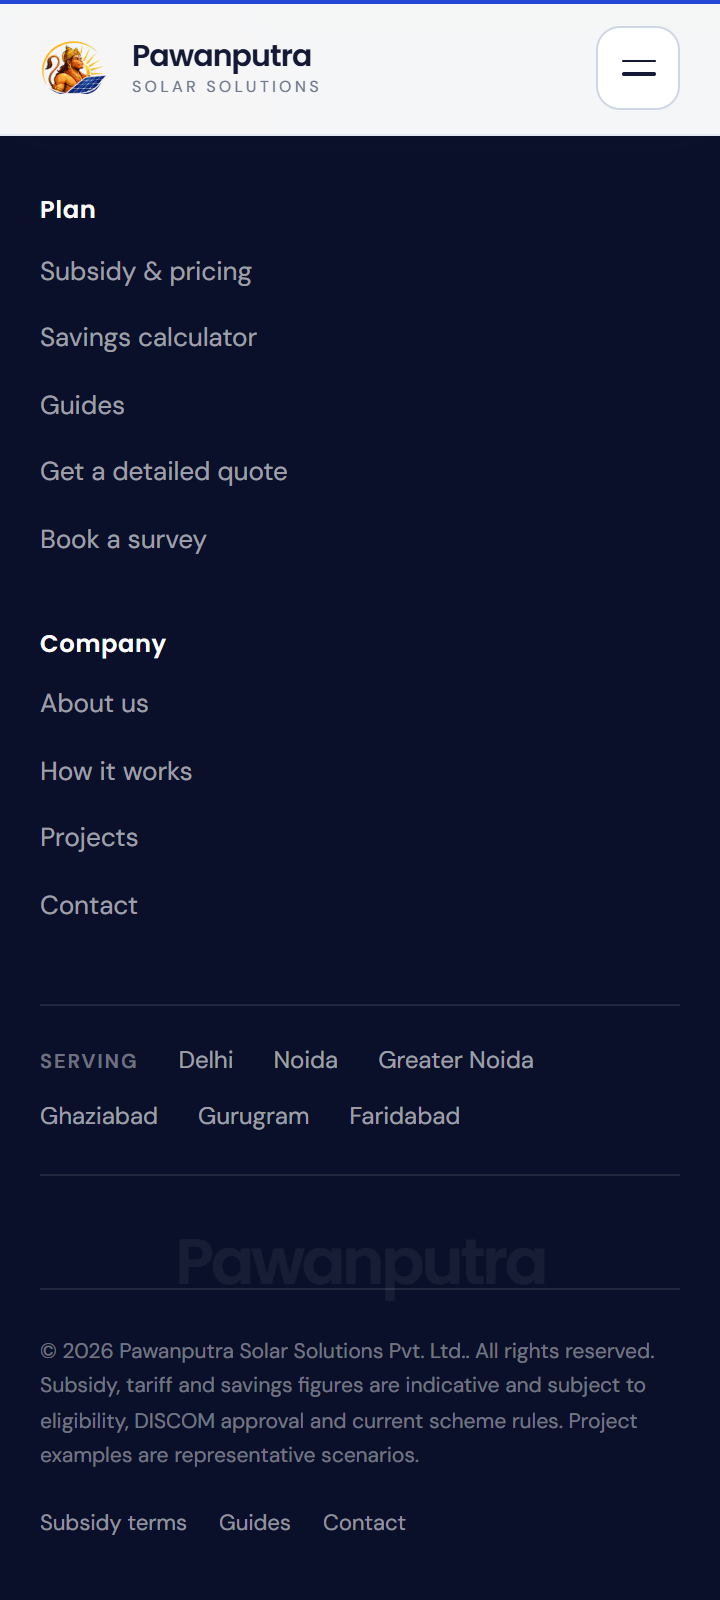 Pawanputra
SOLAR SOLUTIONS
Plan
Subsidy & pricing
Savings calculator
Guides
Get a detailed quote
Book a survey
Company
About us
How it works
Projects
Contact
SERVING Delhi Noida Greater Noida
Ghaziabad Gurugram Faridabad
Pawanputra
© 2026 Pawanputra Solar Solutions Pvt. Ltd.. All rights reserved.
Subsidy, tariff and savings figures are indicative and subject to
eligibility, DISCOM approval and current scheme rules. Project
examples are representative scenarios.
Subsidy terms Guides Contact